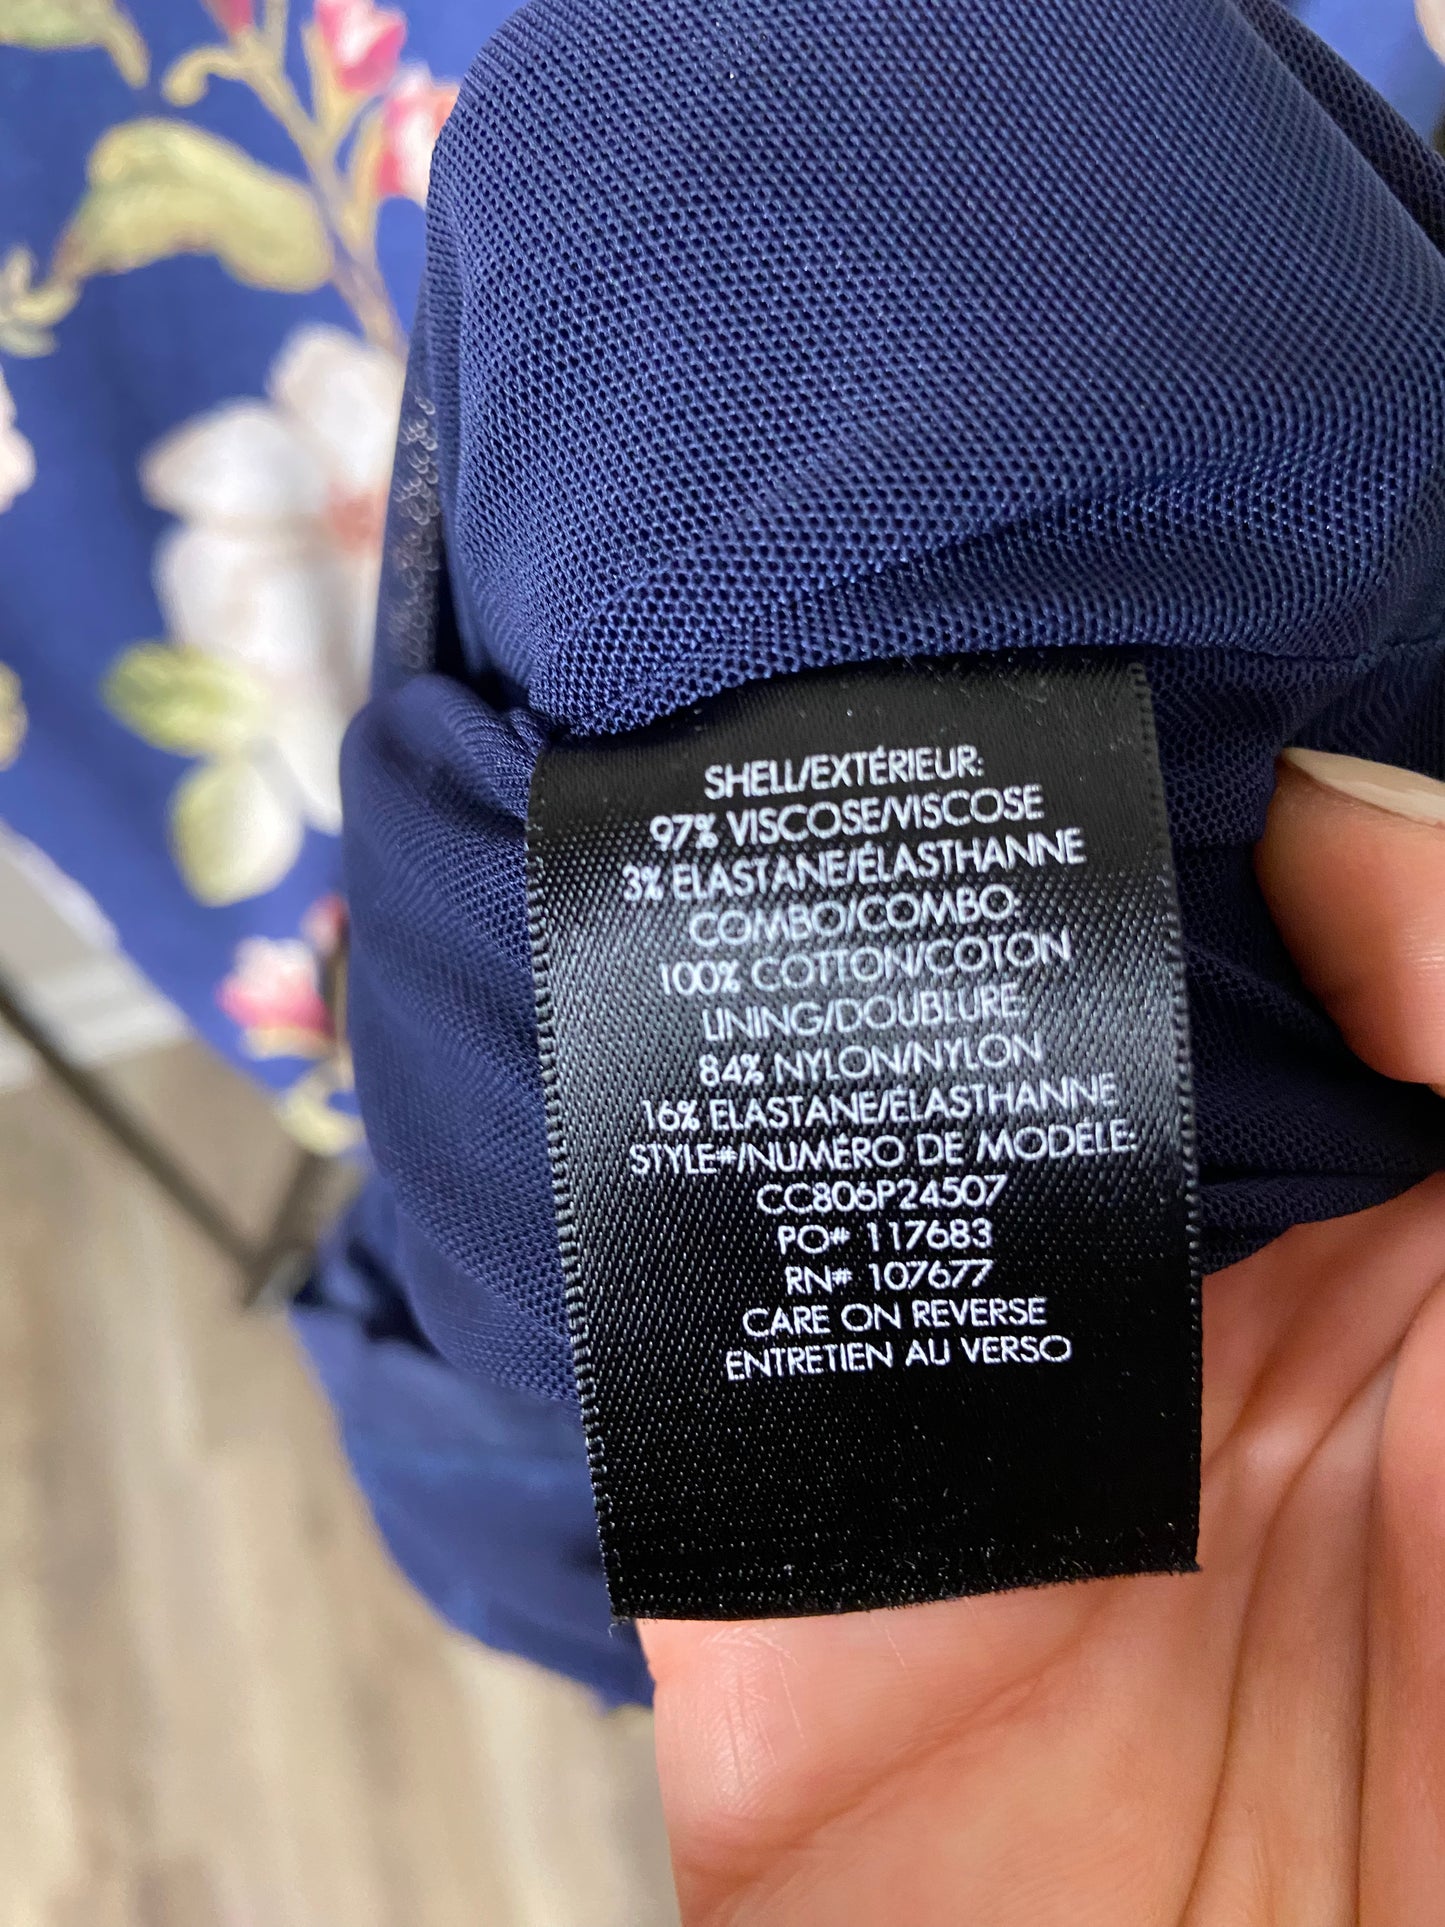 SHELL/EXTÉRIEUR:
97% VISCOSE/VISCOSE
3% ELASTANE/ÉLASTHANNE
COMBO/COMBO
100% COTTON/COTON
LINING/DOUBLURE:
84% NYLON/NYLON
16% ELASTANE/ÉLASTHANNE
STYLE#/NUMÉRO DE MODÉLE:
CC806P24507
PO# 117683
RN# 107677
CARE ON REVERSE
ENTRETIEN AU VERSO